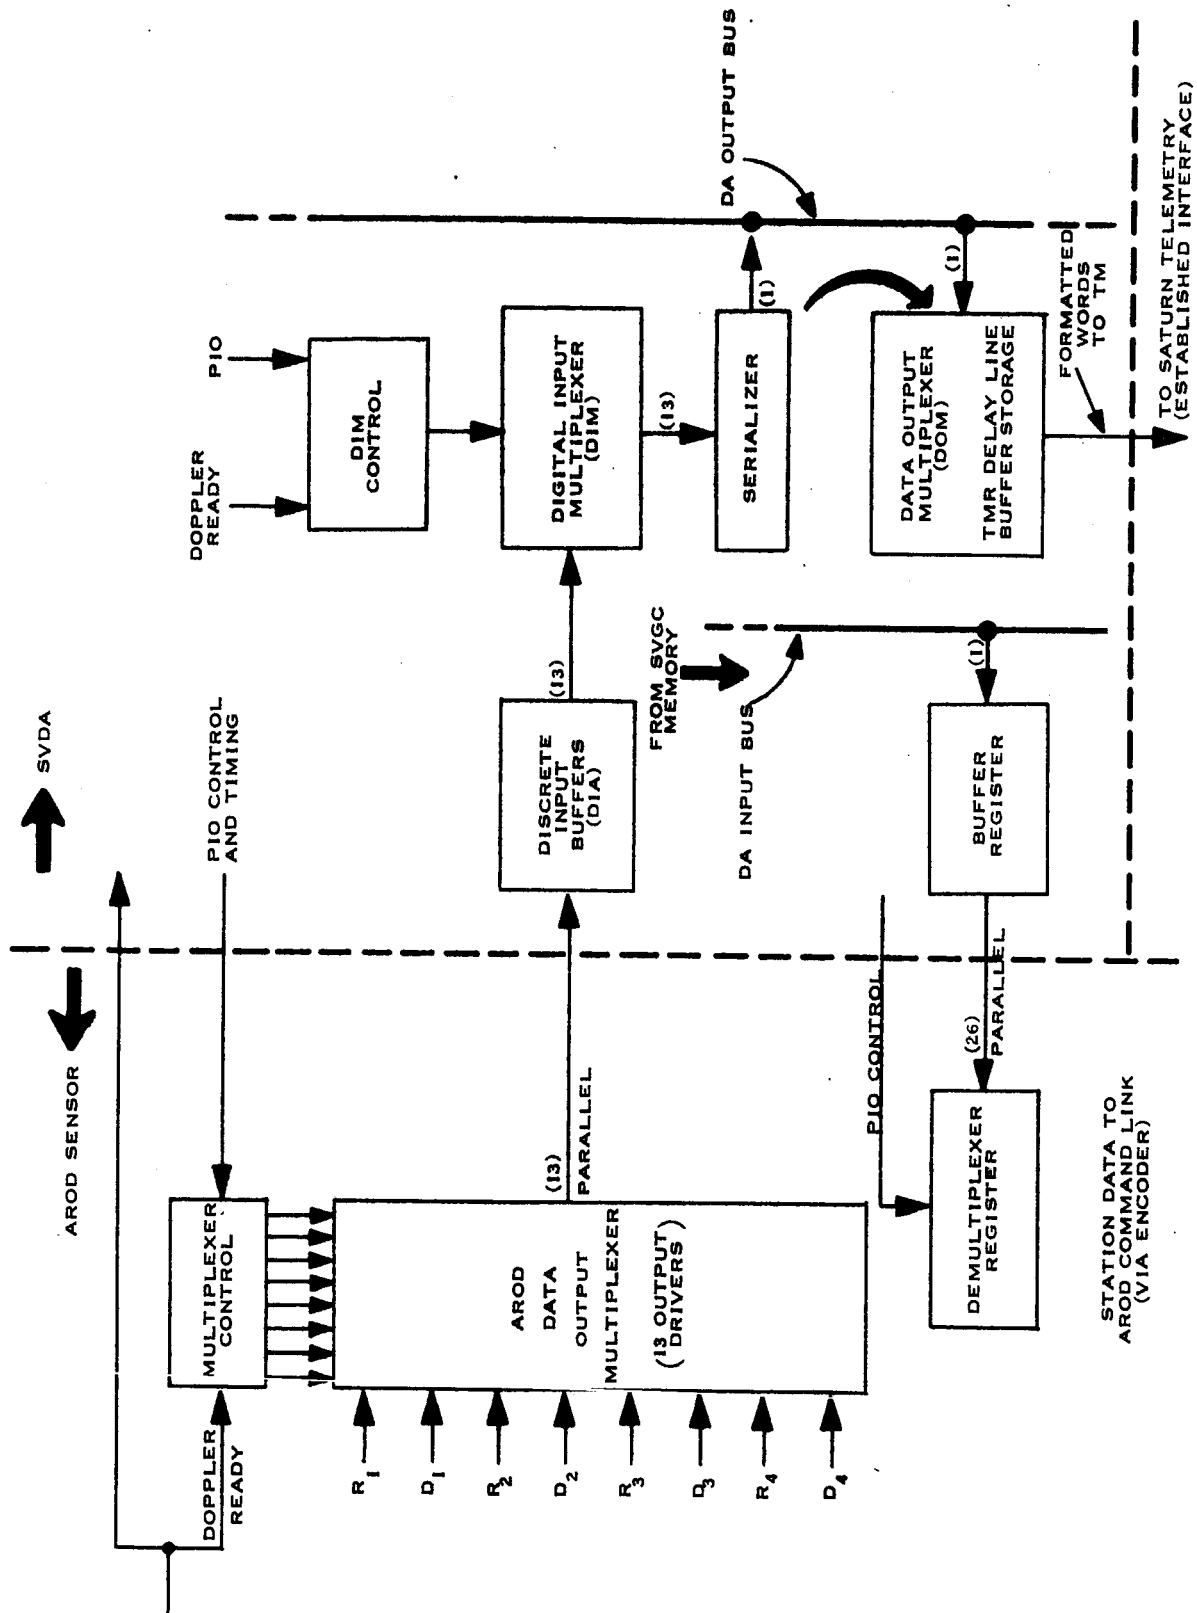 AROD SENSOR
SVDA
DOPPLER
READY
MULTIPLEXER
CONTROL
PIO CONTROL
AND TIMING
DOPPLER
READY
PIO
DIM
CONTROL
R1
D1
R2
D2
R3
D3
R4
D4
AROD
DATA
OUTPUT
MULTIPLEXER
(13 OUTPUT
DRIVERS)
(13)
PARALLEL
DISCRETE
INPUT
BUFFERS
(DIA)
(13)
DIGITAL INPUT
MULTIPLEXER
(DIM)
(13)
SERIALIZER
(1)
DA OUTPUT BUS
FROM SVGC
MEMORY
DA INPUT BUS
(1)
DATA OUTPUT
MULTIPLEXER
(DOM)
TMR DELAY LINE
BUFFER STORAGE
FORMATTED
WORDS
TO TM
PIO CONTROL
DEMULTIPLEXER
REGISTER
(26)
PARALLEL
BUFFER
REGISTER
(1)
STATION DATA TO
AROD COMMAND LINK
(VIA ENCODER)
TO SATURN TELEMETRY
(ESTABLISHED INTERFACE)